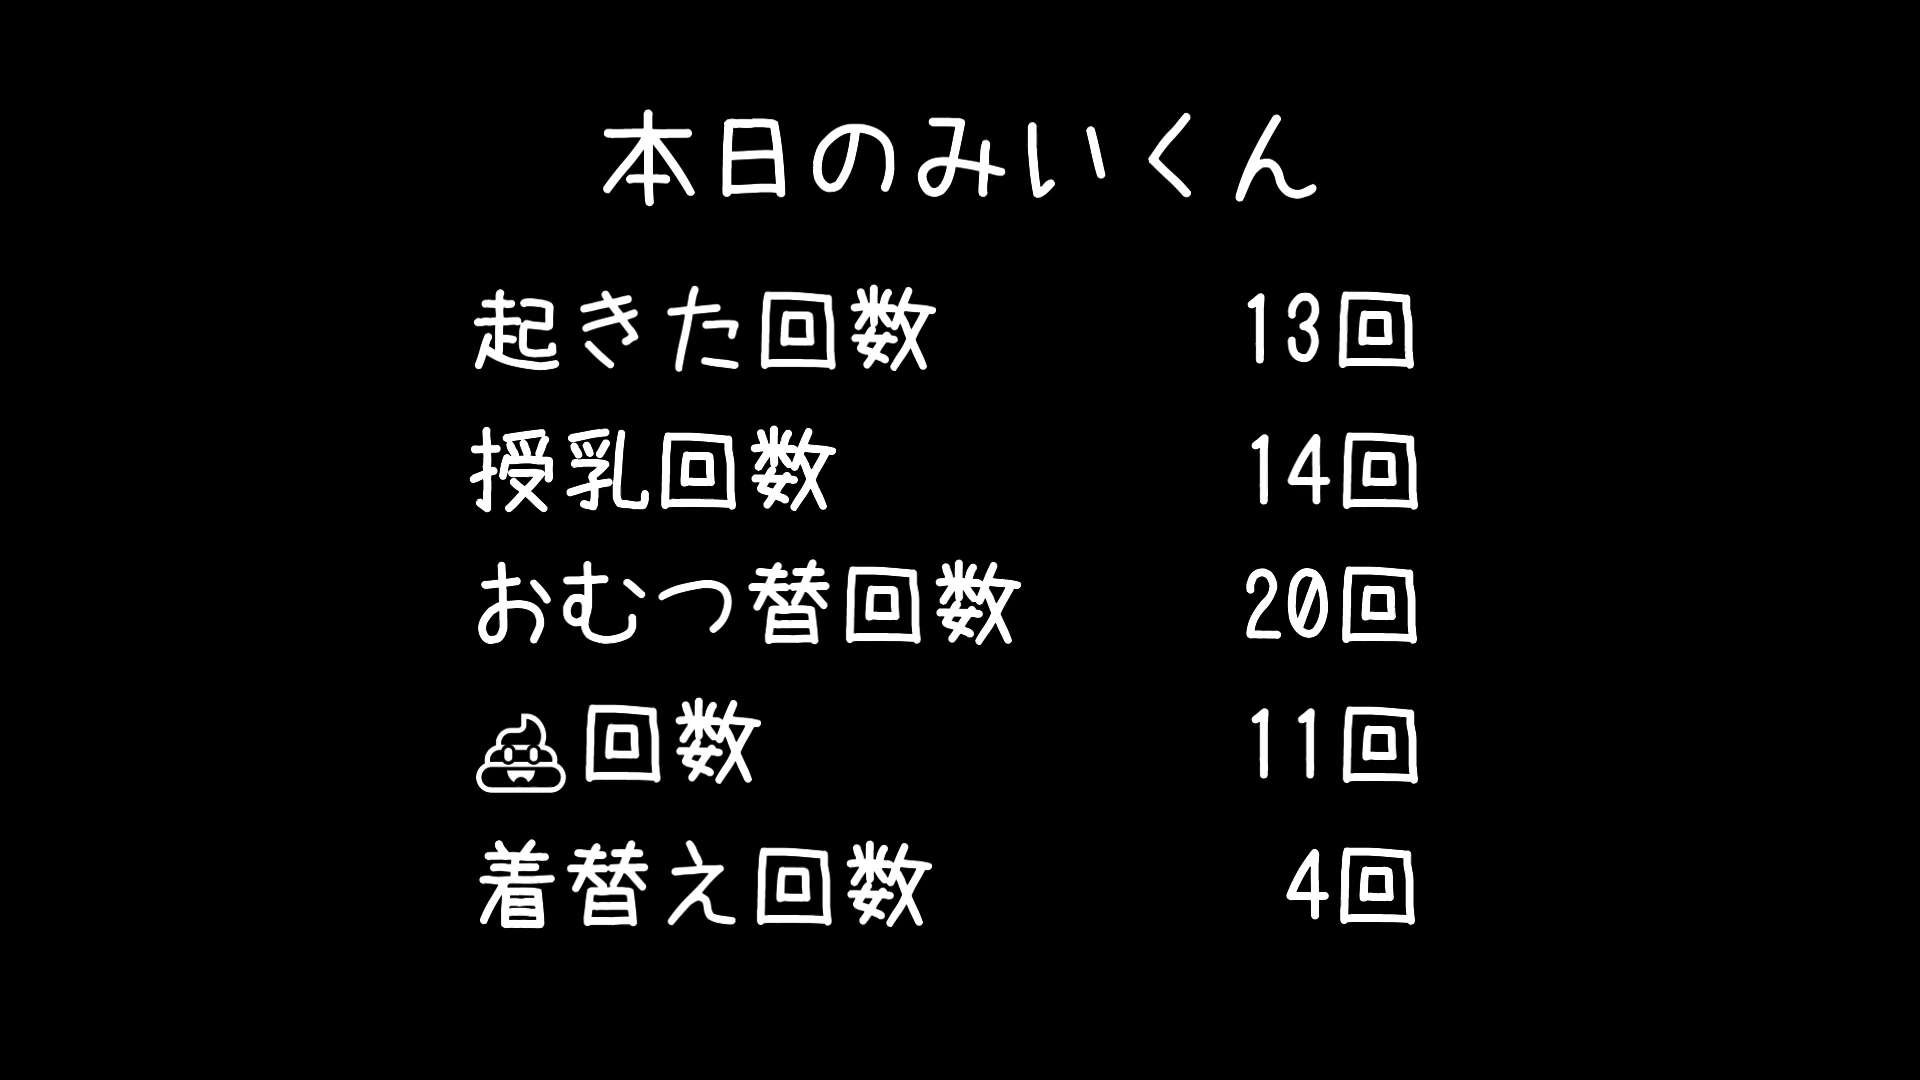 本日のみいくん
起きた回数 13回
授乳回数 14回
おむつ替回数 20回
💩回数 11回
着替え回数 4回